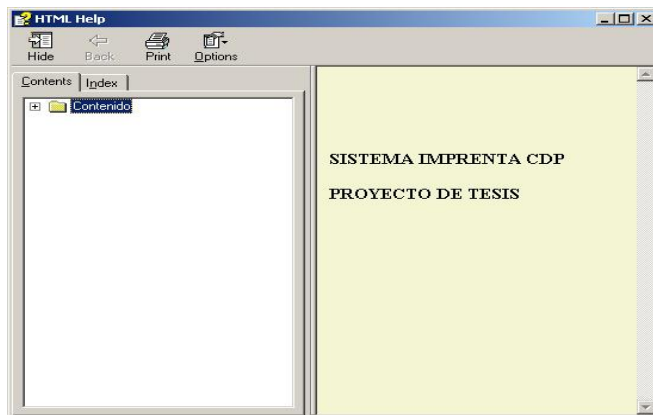 HTML Help
Hide Back Print Options
Contents Index
Contenido
SISTEMA IMPRENTA CDP
PROYECTO DE TESIS